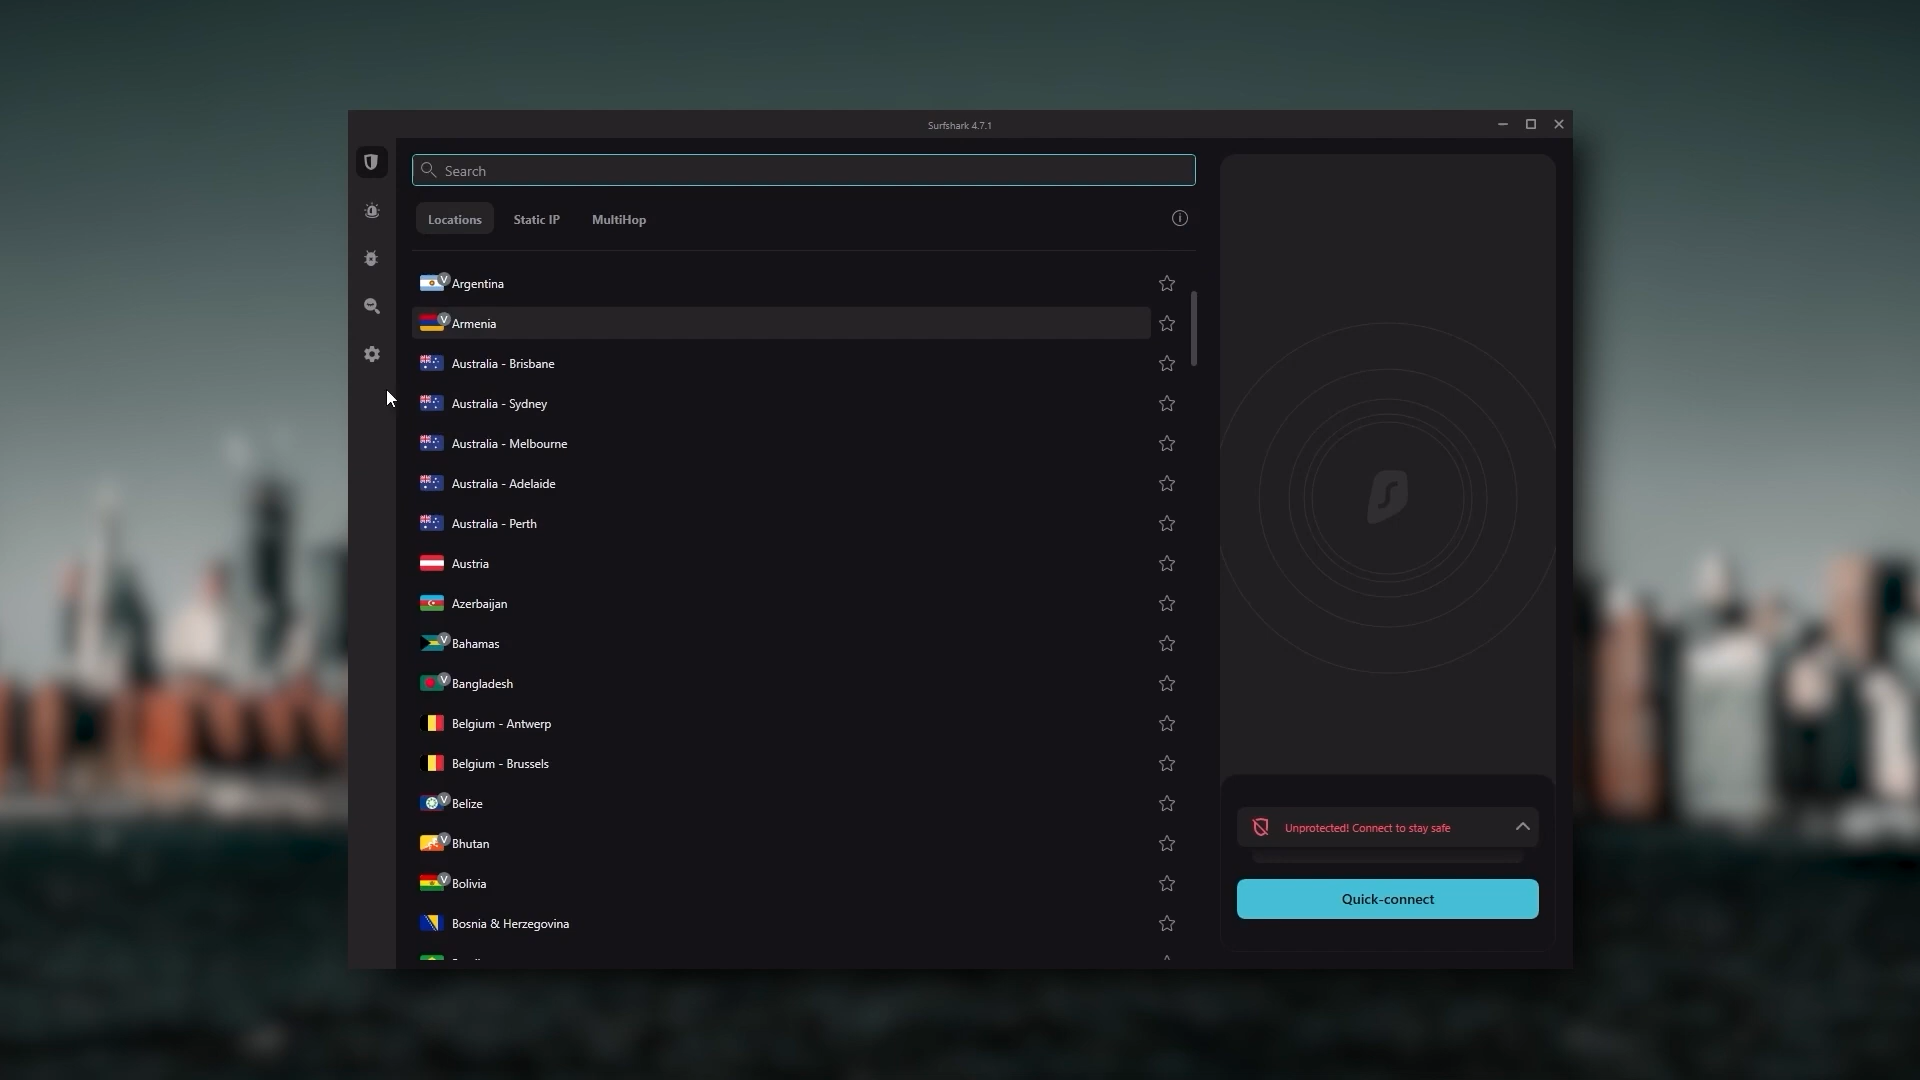 Surfshark 4.7.1
Search
Locations
Static IP
MultiHop
Argentina
Armenia
Australia - Brisbane
Australia - Sydney
Australia - Melbourne
Australia - Adelaide
Australia - Perth
Austria
Azerbaijan
Bahamas
Bangladesh
Belgium - Antwerp
Belgium - Brussels
Belize
Bhutan
Bolivia
Bosnia & Herzegovina
Unprotected! Connect to stay safe
Quick-connect